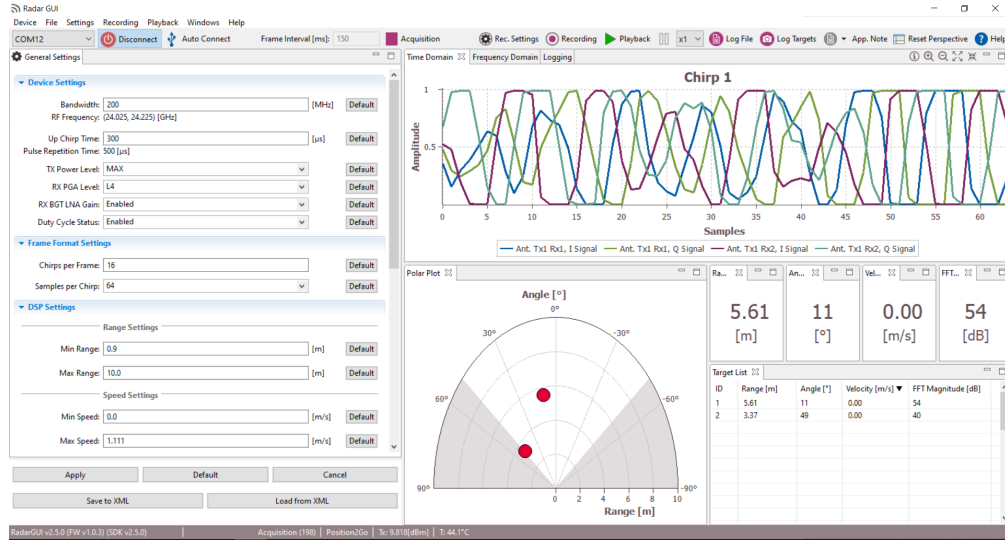 Radar GUI
Device File Settings Recording Playback Windows Help
COM12 Disconnect Auto Connect Frame Interval [ms]: 150 Acquisition Rec. Settings Recording Playback x1 Log File Log Targets App. Note Reset Perspective Help
General Settings
Device Settings
Bandwidth: 200 [MHz] Default
RF Frequency: (24.025, 24.225) [GHz]
Up Chirp Time: 300 [µs] Default
Pulse Repetition Time: 500 [µs]
TX Power Level: MAX Default
RX PGA Level: L4 Default
RX BGT LNA Gain: Enabled Default
Duty Cycle Status: Enabled Default
Frame Format Settings
Chirps per Frame: 16 Default
Samples per Chirp: 64 Default
DSP Settings
Range Settings
Min Range: 0.9 [m] Default
Max Range: 10.0 [m] Default
Speed Settings
Min Speed: 0.0 [m/s] Default
Max Speed: 1.111 [m/s] Default
Apply Default Cancel
Save to XML Load from XML
Time Domain Frequency Domain Logging
Chirp 1
Amplitude
1
0.5
0 5 10 15 20 25 30 35 40 45 50 55 60
Samples
Ant. Tx1 Rx1, I Signal Ant. Tx1 Rx1, Q Signal Ant. Tx1 Rx2, I Signal Ant. Tx1 Rx2, Q Signal
Polar Plot
Angle [°]
0°
30° -30°
60° -60°
90° -90°
0 2 4 6 8 10
Range [m]
Ra... An... Vel... FFT...
5.61 11 0.00 54
[m] [°] [m/s] [dB]
Target List
ID Range [m] Angle [°] Velocity [m/s] FFT Magnitude [dB]
1 5.61 11 0.00 54
2 3.37 49 0.00 40
RadarGUI v2.5.0 (FW v1.0.3) (SDK v2.5.0) Acquisition (198) | Position2Go | Tx: 9.818[dBm] | T: 44.1°C